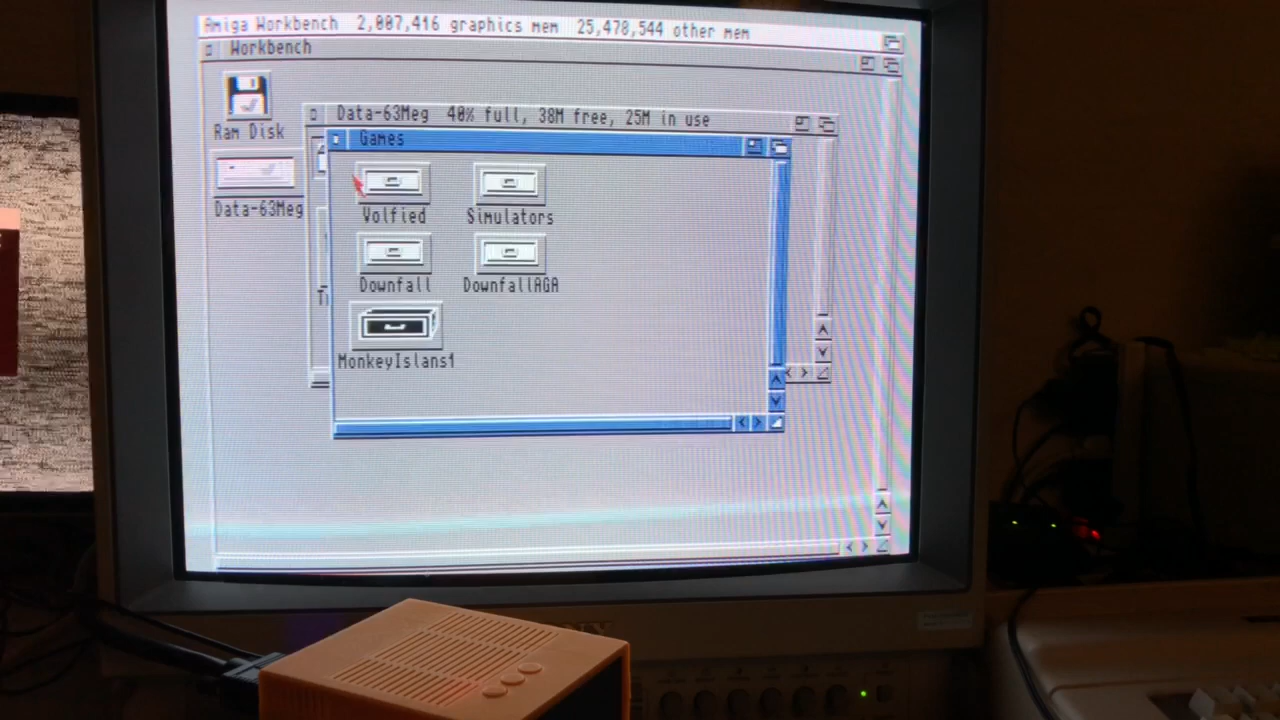 Amiga Workbench 2,007,416 graphics mem 25,478,544 other mem
Workbench
Ram Disk
Data-63Meg
Data-63Meg 40% full, 38M free, 25M in use
Games
Volfied
Simulators
Downfall
DownfallAGA
MonkeyIslans1